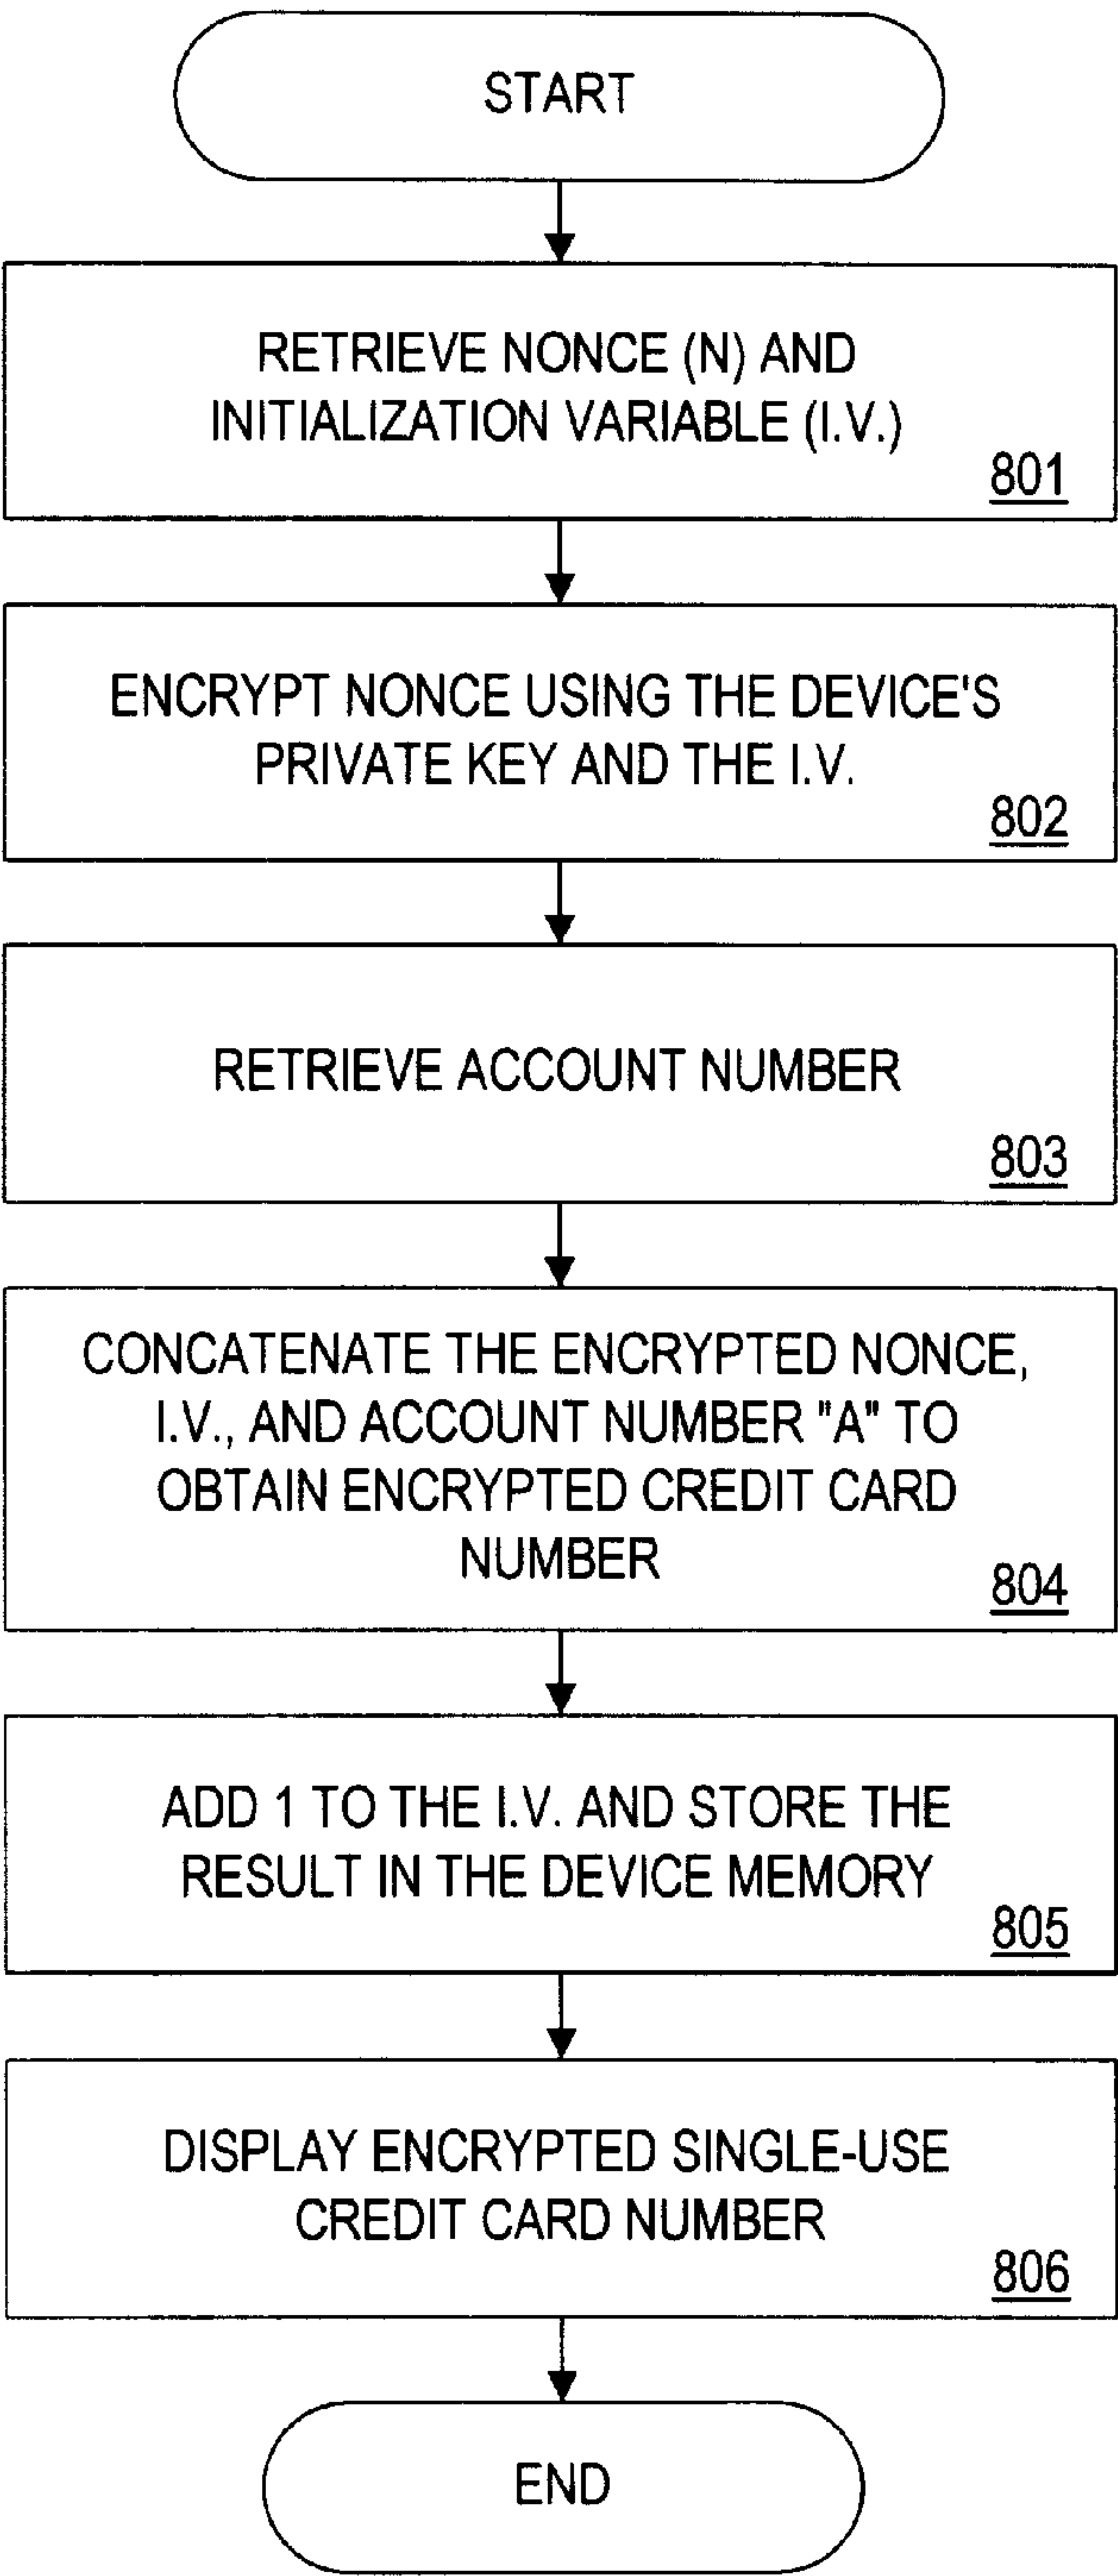 START
RETRIEVE NONCE (N) AND
INITIALIZATION VARIABLE (I.V.)
801
ENCRYPT NONCE USING THE DEVICE'S
PRIVATE KEY AND THE I.V.
802
RETRIEVE ACCOUNT NUMBER
803
CONCATENATE THE ENCRYPTED NONCE,
I.V., AND ACCOUNT NUMBER "A" TO
OBTAIN ENCRYPTED CREDIT CARD
NUMBER
804
ADD 1 TO THE I.V. AND STORE THE
RESULT IN THE DEVICE MEMORY
805
DISPLAY ENCRYPTED SINGLE-USE
CREDIT CARD NUMBER
806
END